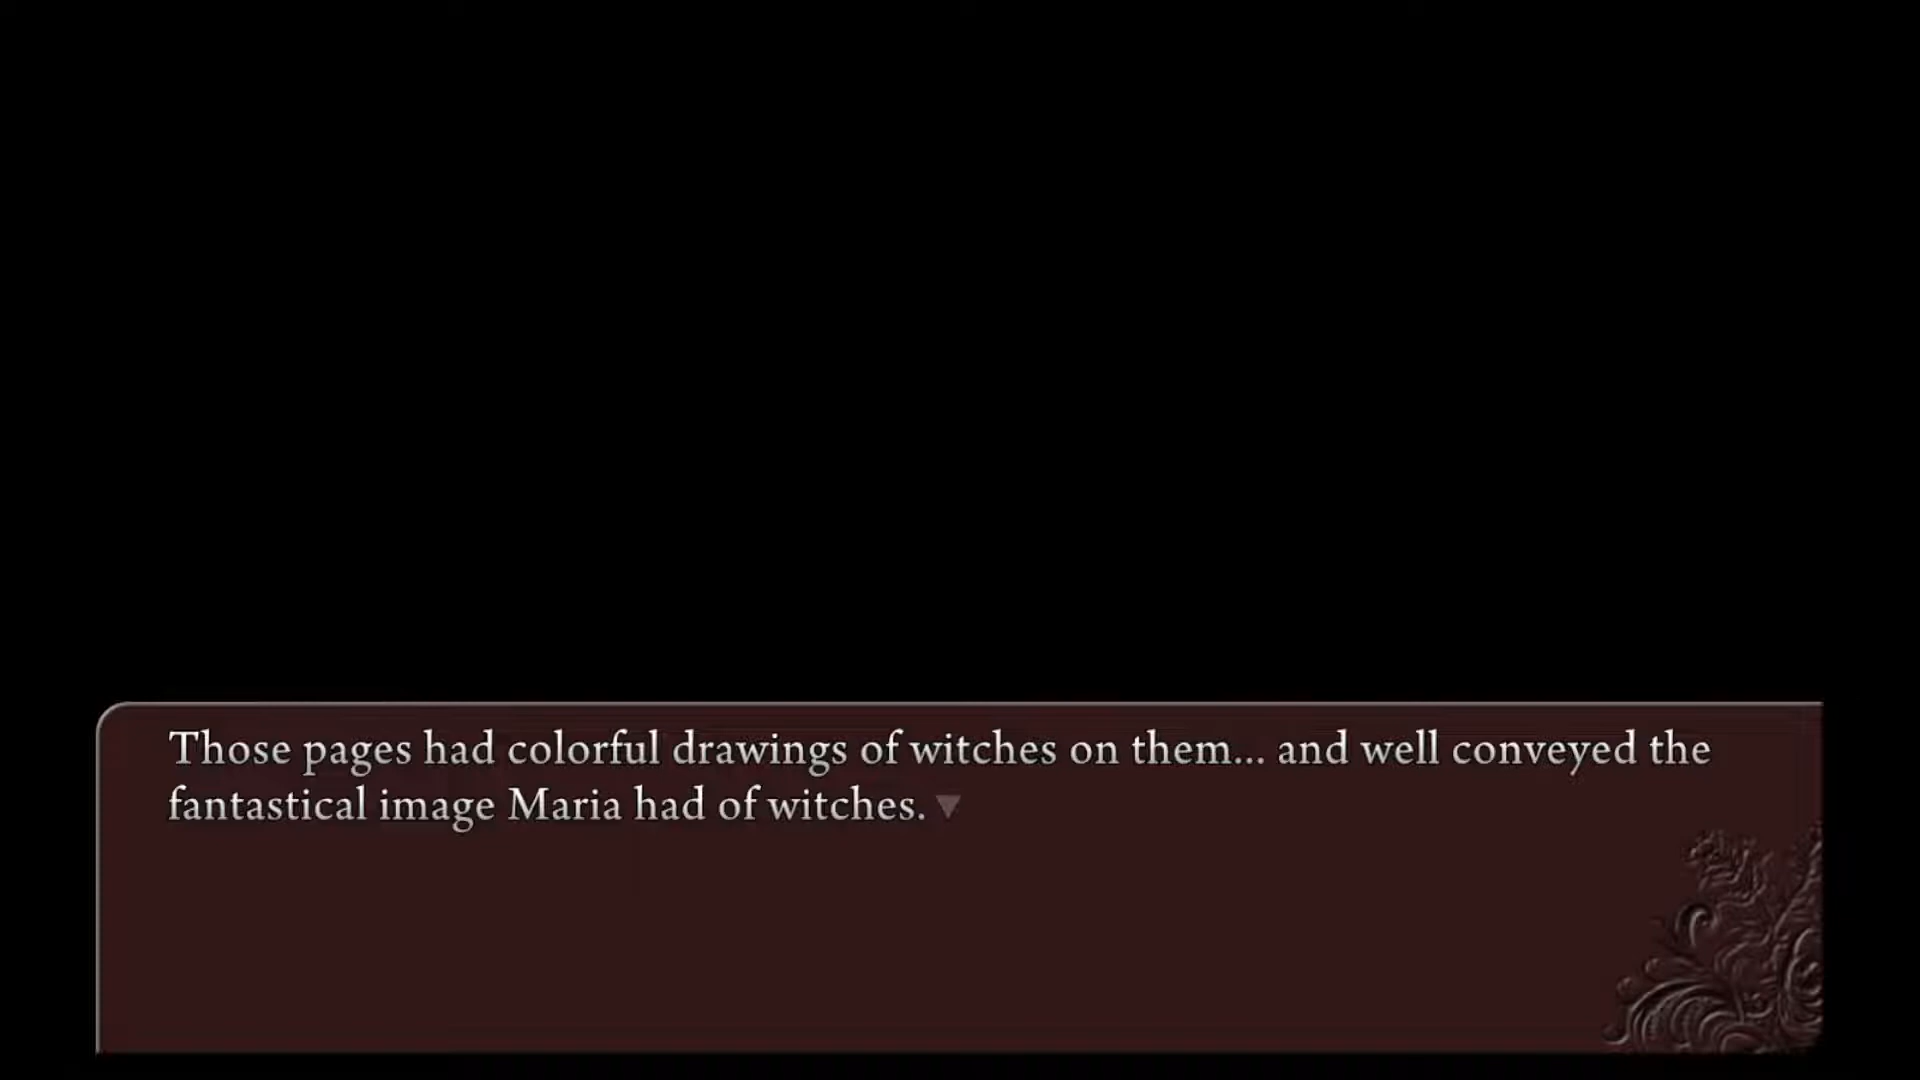 Those pages had colorful drawings of witches on them... and well conveyed the
fantastical image Maria had of witches.